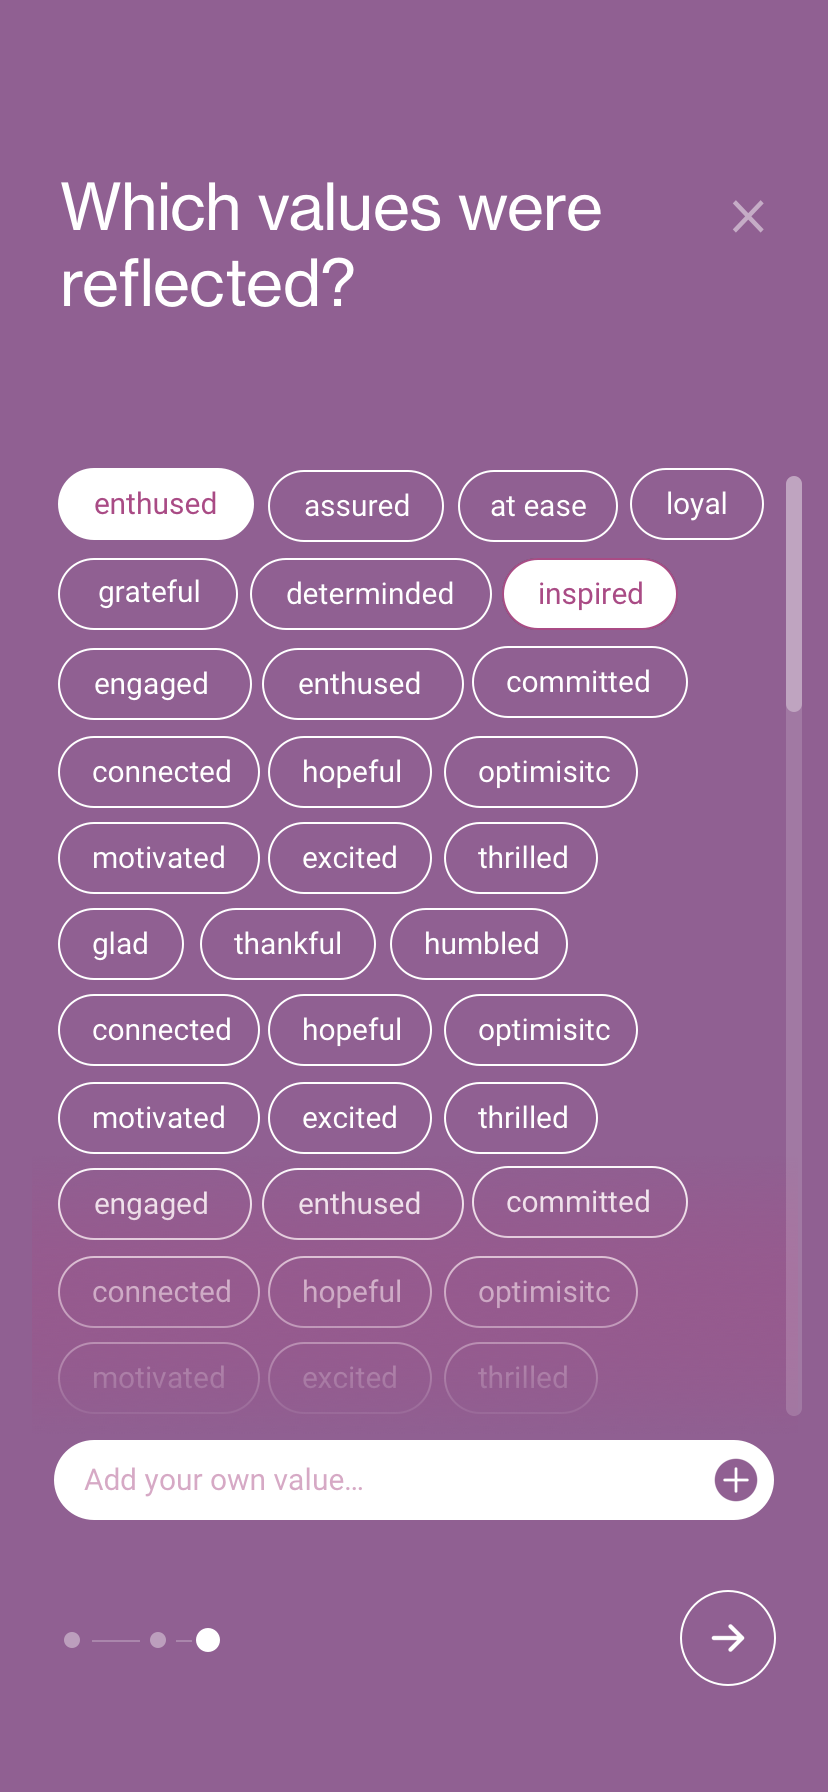 Which values were
reflected?
enthused assured at ease loyal
grateful determinded inspired
engaged enthused committed
connected hopeful optimisitc
motivated excited thrilled
glad thankful humbled
connected hopeful optimisitc
motivated excited thrilled
engaged enthused committed
connected hopeful optimisitc
motivated excited thrilled
Add your own value...